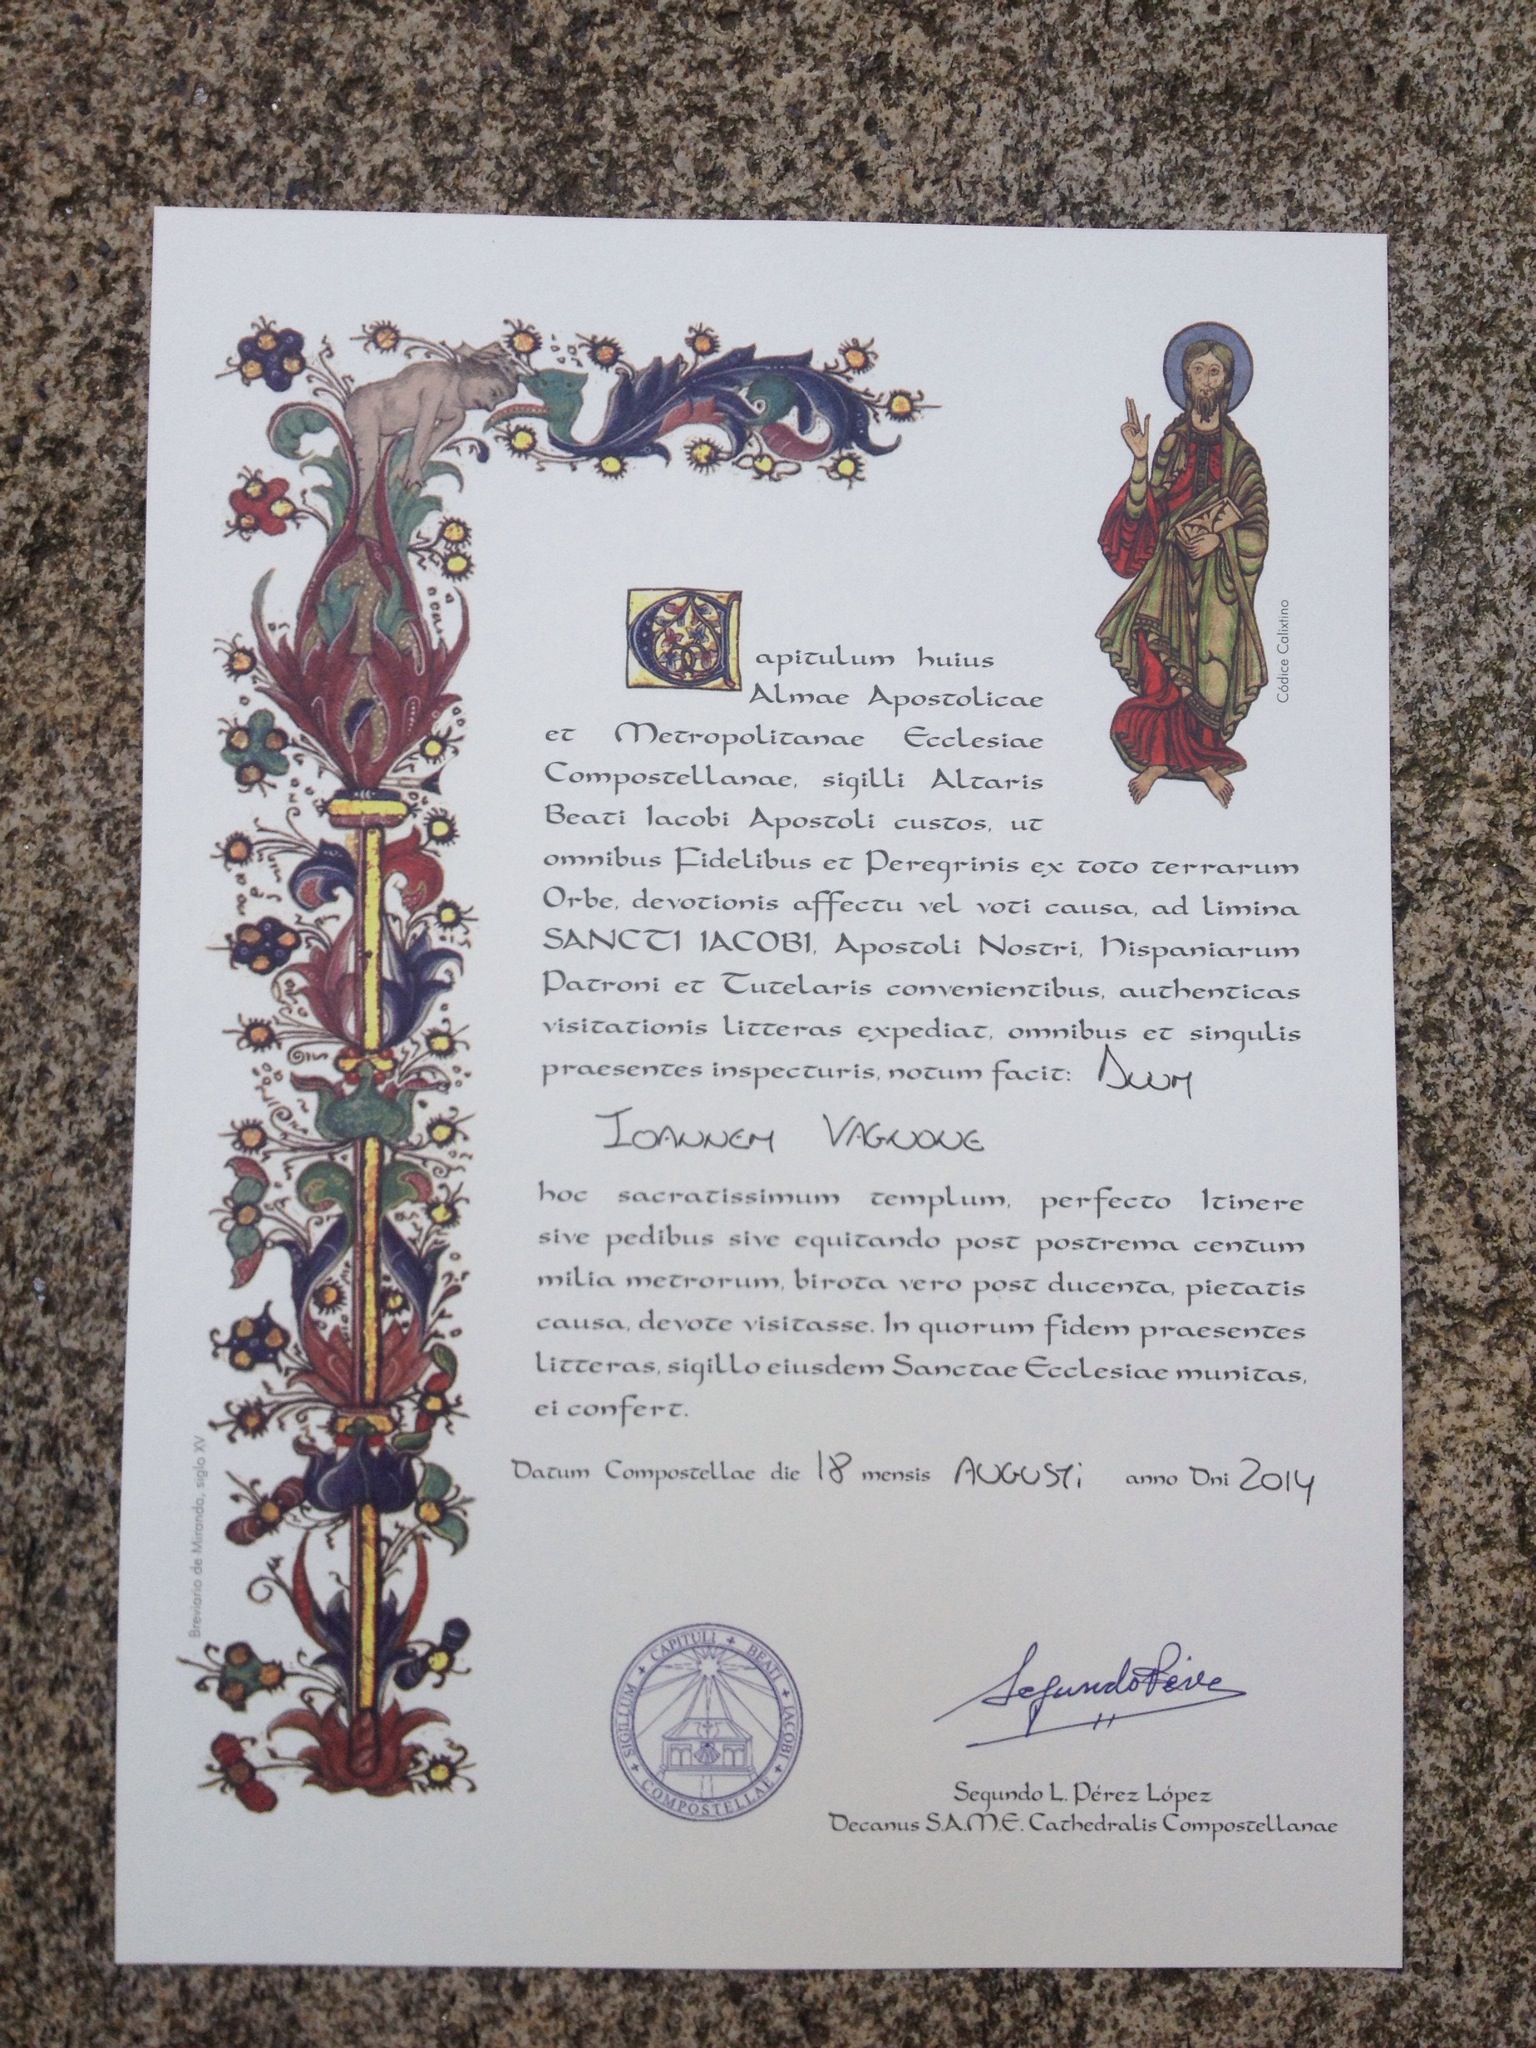 Capitulum huius
Almae Apostolicae
et Metropolitanae Ecclesiae
Compostellanae, sigilli Altaris
Beati Iacobi Apostoli custos, ut
omnibus Fidelibus et Peregrinis ex toto terrarum
Orbe, devotionis affectu vel voti causa, ad limina
SANCTI IACOBI, Apostoli Nostri, Hispaniarum
Patroni et Tutelaris convenientibus, authenticas
visitationis litteras expediat, omnibus et singulis
praesentes inspecturis, notum facit: Dnum
Ioannem VAGNONE
hoc sacratissimum templum, perfecto Itinere
sive pedibus sive equitando post postrema centum
milia metrorum, birota vero post ducenta, pietatis
causa, devote visitasse. In quorum fidem praesentes
litteras, sigillo eiusdem Sanctae Ecclesiae munitas,
ei confert.
Datum Compostellae die 18 mensis AUGUSTi anno Dni 2014
Códice Calixtino
Breviario de Miranda, siglo XV
SIGILLUM + CAPITULI + BEATI + IACOBI + COMPOSTELLAE +
Segundo Pérez
Segundo L. Pérez López
Decanus S.A.M.E. Cathedralis Compostellanae